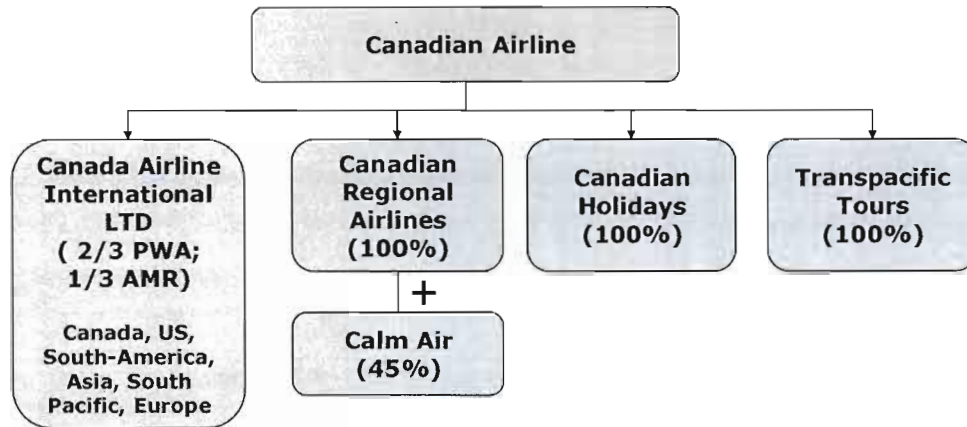 Canadian Airline
Canada Airline
International
LTD
( 2/3 PWA;
1/3 AMR)
Canada, US,
South-America,
Asia, South
Pacific, Europe
Canadian
Regional
Airlines
(100%)
+
Calm Air
(45%)
Canadian
Holidays
(100%)
Transpacific
Tours
(100%)